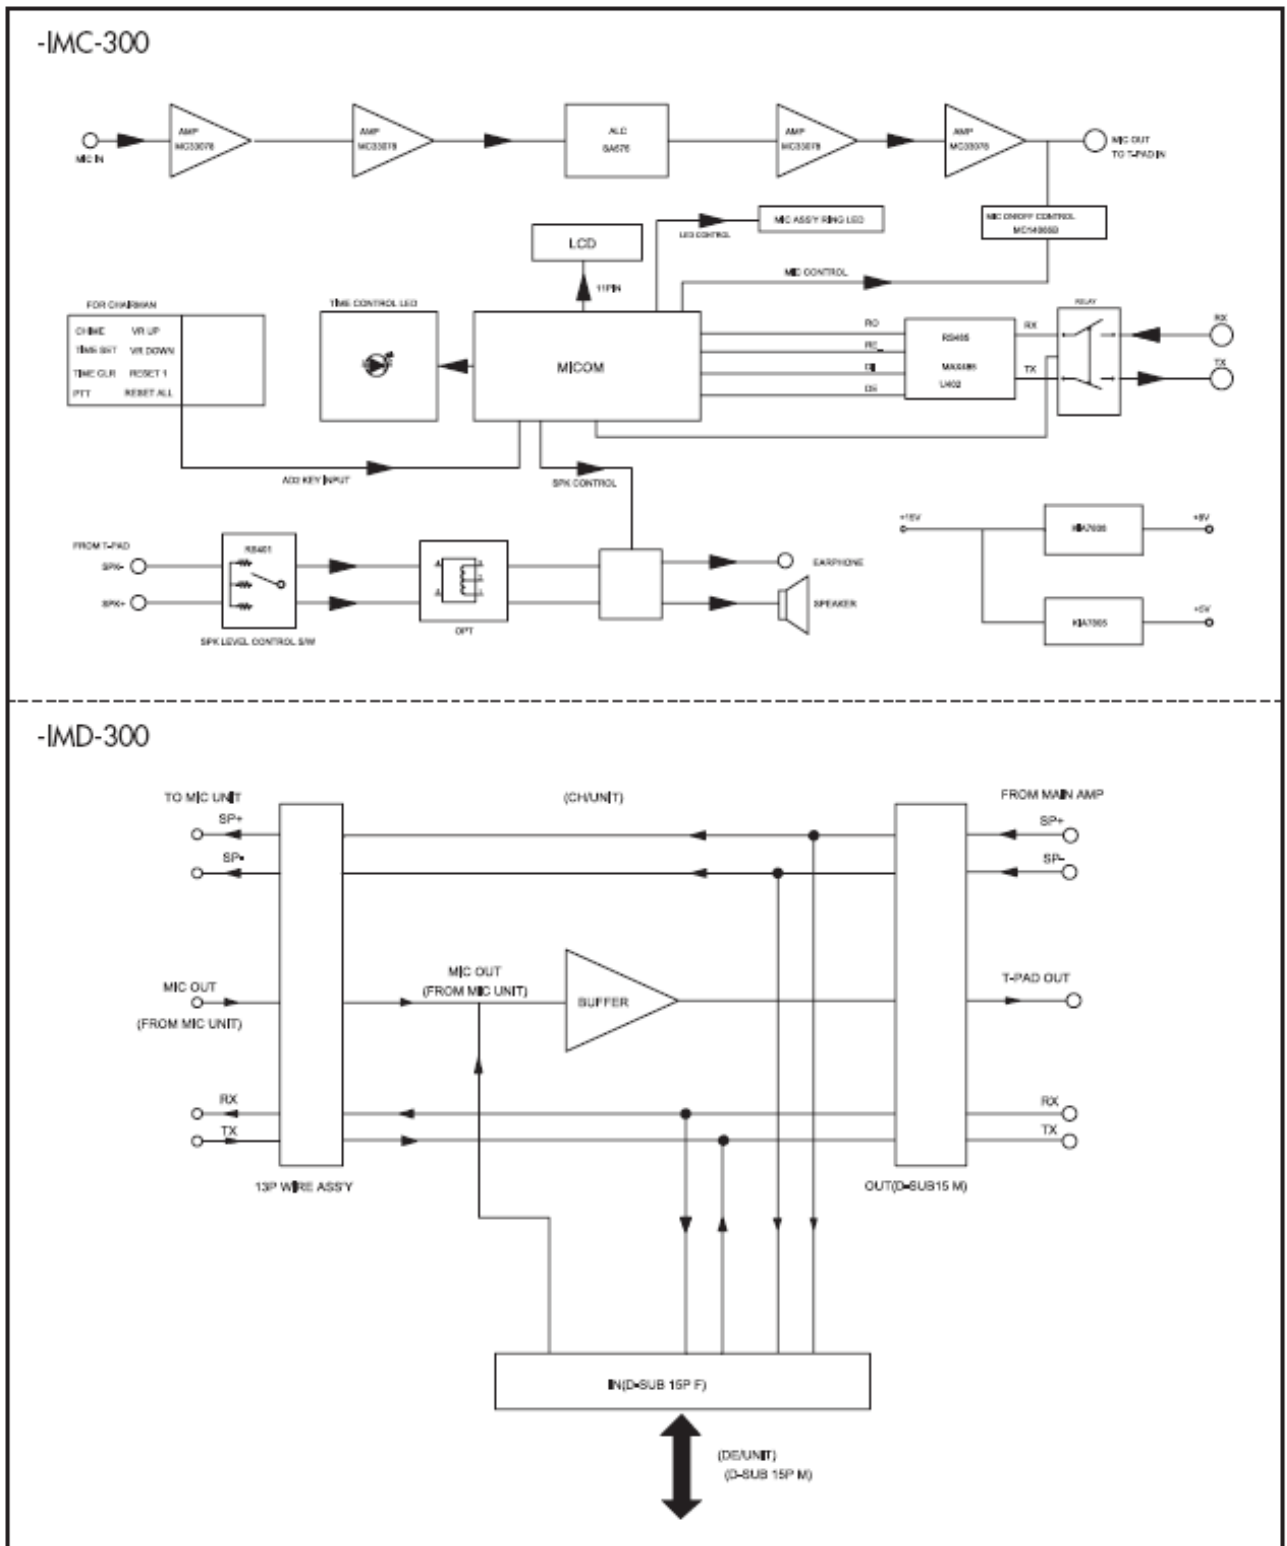 -IMC-300
AMP
MC33078
AMP
MC33078
ALC
SA575
AMP
MC33078
AMP
MC33078
MIC IN
MIC OUT
TO T-PAD IN
MIC ASS'Y RING LED
MIC ON/OFF CONTROL
LED CONTROL
LCD
MIC CONTROL
11PIN
FOR CHAIRMAN
TIME CONTROL LED
RELAY
CHIME VR UP
TIME SET VR DOWN
TIME CLR RESET 1
PTT RESET ALL
MICOM
RO
RE_
DI
DE
RS485
MAX485
U402
RX
TX
RX
TX
AD2 KEY INPUT
SPK CONTROL
FROM T-PAD
SPK-
SPK+
RS401
SPK LEVEL CONTROL S/W
OPT
EARPHONE
SPEAKER
+15V
KIA7808
+8V
KIA7805
+5V
-IMD-300
TO MIC UNIT
(CH/UNIT)
FROM MAIN AMP
SP+
SP-
SP+
SP-
MIC OUT
(FROM MIC UNIT)
MIC OUT
(FROM MIC UNIT)
BUFFER
T-PAD OUT
RX
TX
RX
TX
13P WIRE ASS'Y
OUT(D-SUB15 M)
IN(D-SUB 15P F)
(DE/UNIT)
(D-SUB 15P M)